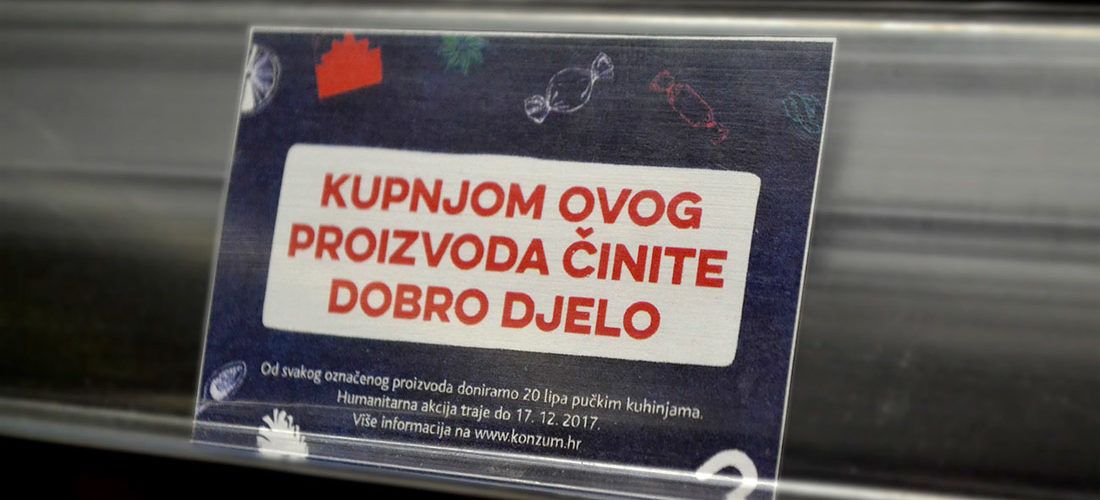 KUPNJOM OVOG
PROIZVODA ČINITE
DOBRO DJELO
Od svakog označenog proizvoda doniramo 20 lipa pučkim kuhinjama.
Humanitarna akcija traje do 17. 12. 2017.
Više informacija na www.konzum.hr